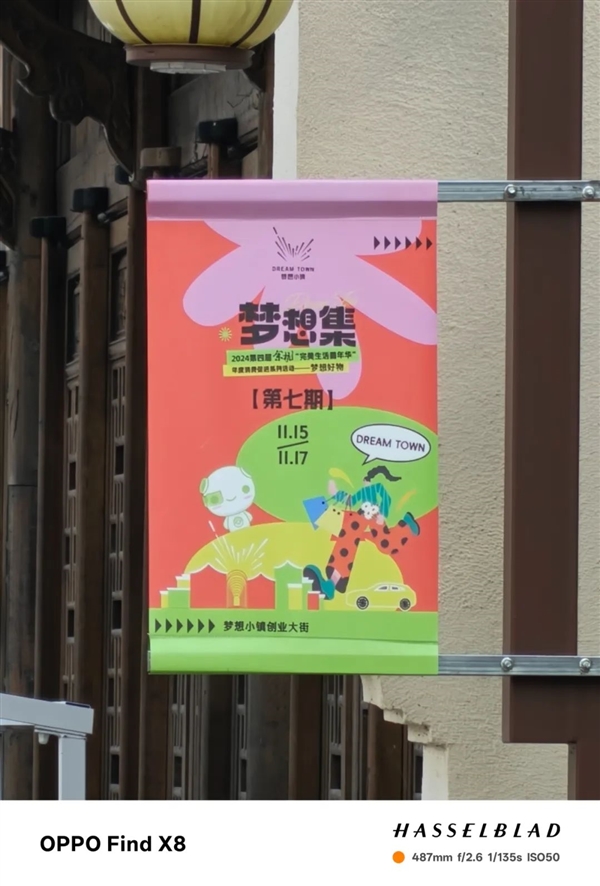 DREAM TOWN
梦想小镇
梦想集
2024第四届余杭“完美生活嘉年华”
年度消费促进系列活动——梦想好物
【第七期】
11.15
11.17
DREAM TOWN
梦想小镇创业大街
OPPO Find X8
HASSELBLAD
487mm f/2.6 1/135s ISO50